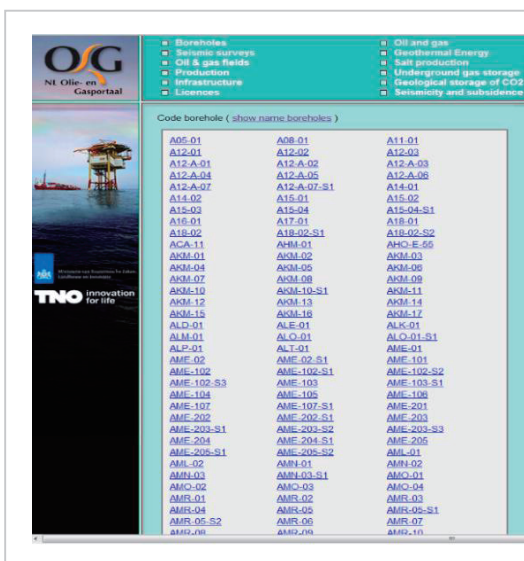 OSG
NL Olie- en
Gasportaal
Boreholes
Seismic surveys
Oil & gas fields
Production
Infrastructure
Licences
Oil and gas
Geothermal Energy
Salt production
Underground gas storage
Geological storage of CO2
Seismicity and subsidence
TNO innovation
for life
Code borehole ( show name boreholes )
A05-01 A08-01 A11-01
A12-01 A12-02 A12-03
A12-A-01 A12-A-02 A12-A-03
A12-A-04 A12-A-05 A12-A-06
A12-A-07 A12-A-07-S1 A14-01
A14-02 A15-01 A15-02
A15-03 A15-04 A15-04-S1
A16-01 A17-01 A18-01
A18-02 A18-02-S1 A18-02-S2
ACA-11 AHM-01 AHO-E-55
AKM-01 AKM-02 AKM-03
AKM-04 AKM-05 AKM-06
AKM-07 AKM-08 AKM-09
AKM-10 AKM-10-S1 AKM-11
AKM-12 AKM-13 AKM-14
AKM-15 AKM-16 AKM-17
ALD-01 ALE-01 ALK-01
ALM-01 ALO-01 ALO-01-S1
ALP-01 ALT-01 AME-01
AME-02 AME-02-S1 AME-101
AME-102 AME-102-S1 AME-102-S2
AME-102-S3 AME-103 AME-103-S1
AME-104 AME-105 AME-106
AME-107 AME-107-S1 AME-201
AME-202 AME-202-S1 AME-203
AME-203-S1 AME-203-S2 AME-203-S3
AME-204 AME-204-S1 AME-205
AME-205-S1 AME-205-S2 AML-01
AML-02 AMN-01 AMN-02
AMN-03 AMN-03-S1 AMO-01
AMO-02 AMO-03 AMO-04
AMR-01 AMR-02 AMR-03
AMR-04 AMR-05 AMR-05-S1
AMR-05-S2 AMR-06 AMR-07
AMR-08 AMR-09 AMR-10